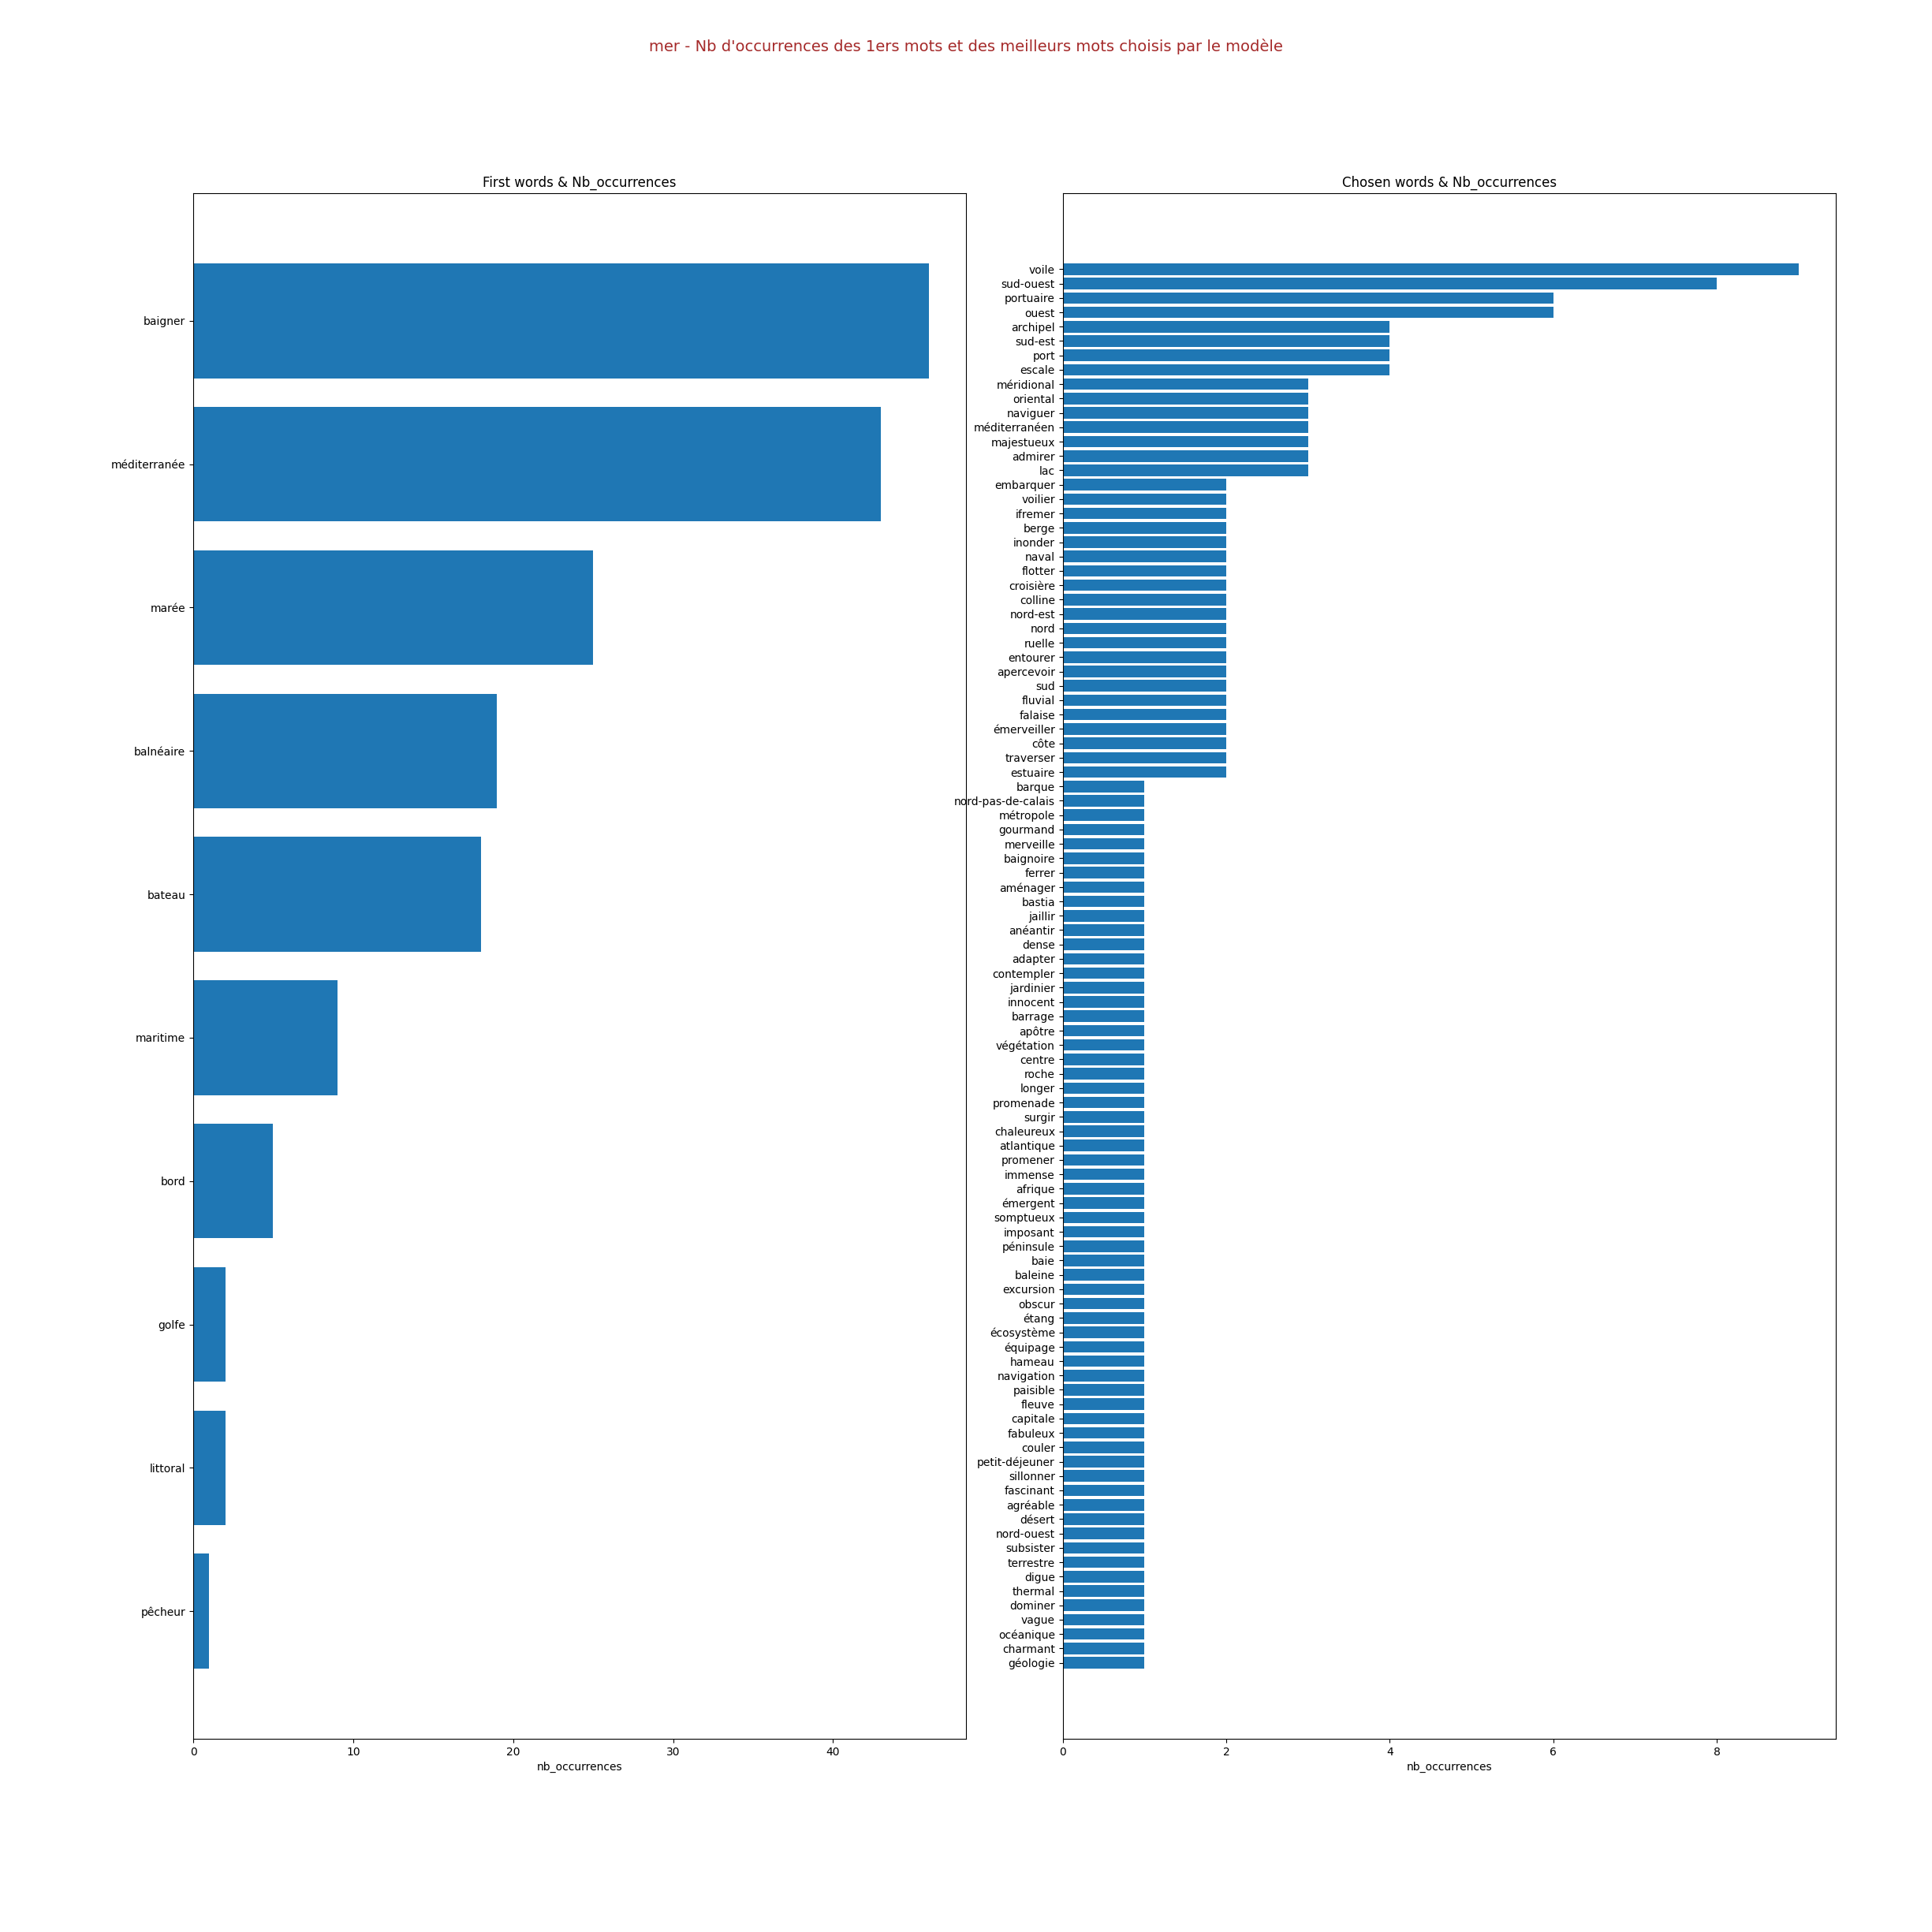 mer - Nb d'occurrences des 1ers mots et des meilleurs mots choisis par le modèle
First words & Nb_occurrences
baigner
méditerranée
marée
balnéaire
bateau
maritime
bord
golfe
littoral
pêcheur
0 10 20 30 40
nb_occurrences
Chosen words & Nb_occurrences
voile
sud-ouest
portuaire
ouest
archipel
sud-est
port
escale
méridional
oriental
naviguer
méditerranéen
majestueux
admirer
lac
embarquer
voilier
ifremer
berge
inonder
naval
flotter
croisière
colline
nord-est
nord
ruelle
entourer
apercevoir
sud
fluvial
falaise
émerveiller
côte
traverser
estuaire
barque
nord-pas-de-calais
métropole
gourmand
merveille
baignoire
ferrer
aménager
bastia
jaillir
anéantir
dense
adapter
contempler
jardinier
innocent
barrage
apôtre
végétation
centre
roche
longer
promenade
surgir
chaleureux
atlantique
promener
immense
afrique
émergent
somptueux
imposant
péninsule
baie
baleine
excursion
obscur
étang
écosystème
équipage
hameau
navigation
paisible
fleuve
capitale
fabuleux
couler
petit-déjeuner
sillonner
fascinant
agréable
désert
nord-ouest
subsister
terrestre
digue
thermal
dominer
vague
océanique
charmant
géologie
0 2 4 6 8
nb_occurrences